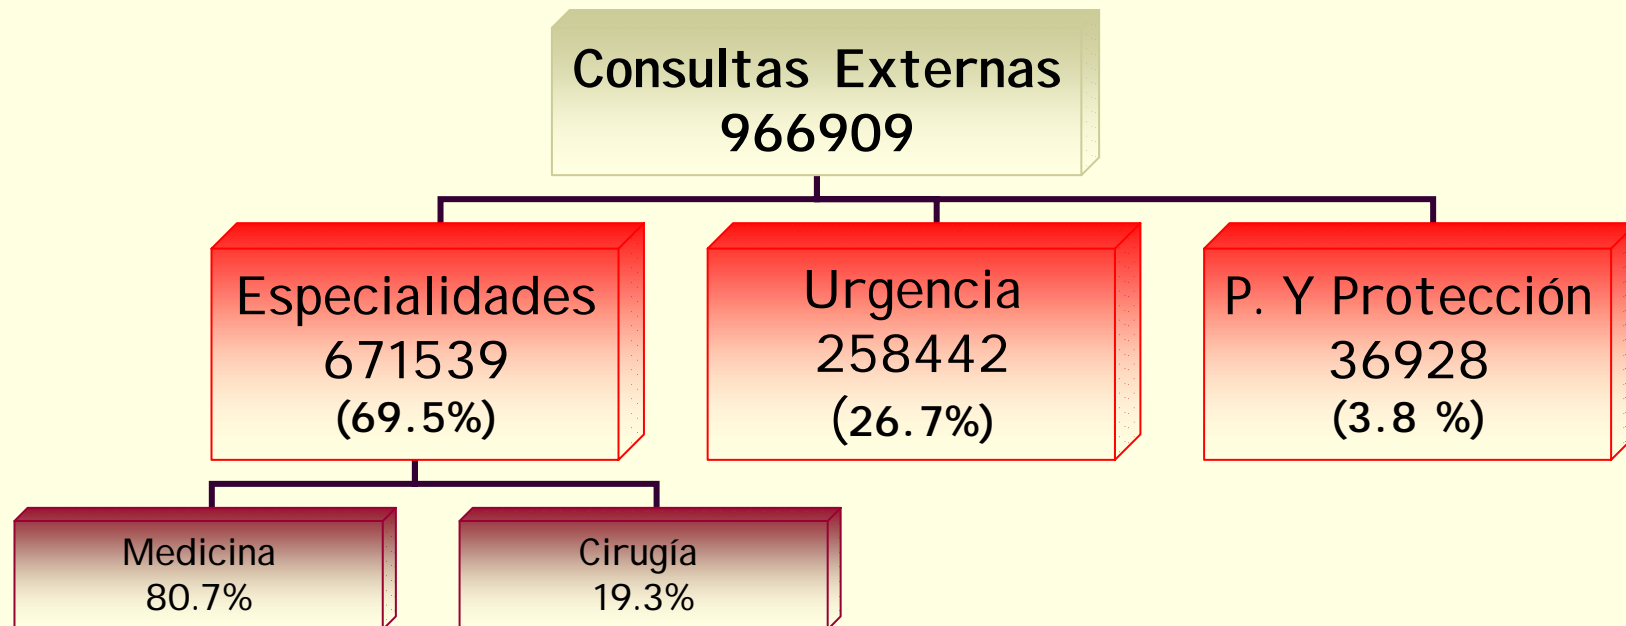 Consultas Externas
966909
Especialidades
671539
(69.5%)
Urgencia
258442
(26.7%)
P. Y Protección
36928
(3.8 %)
Medicina
80.7%
Cirugía
19.3%